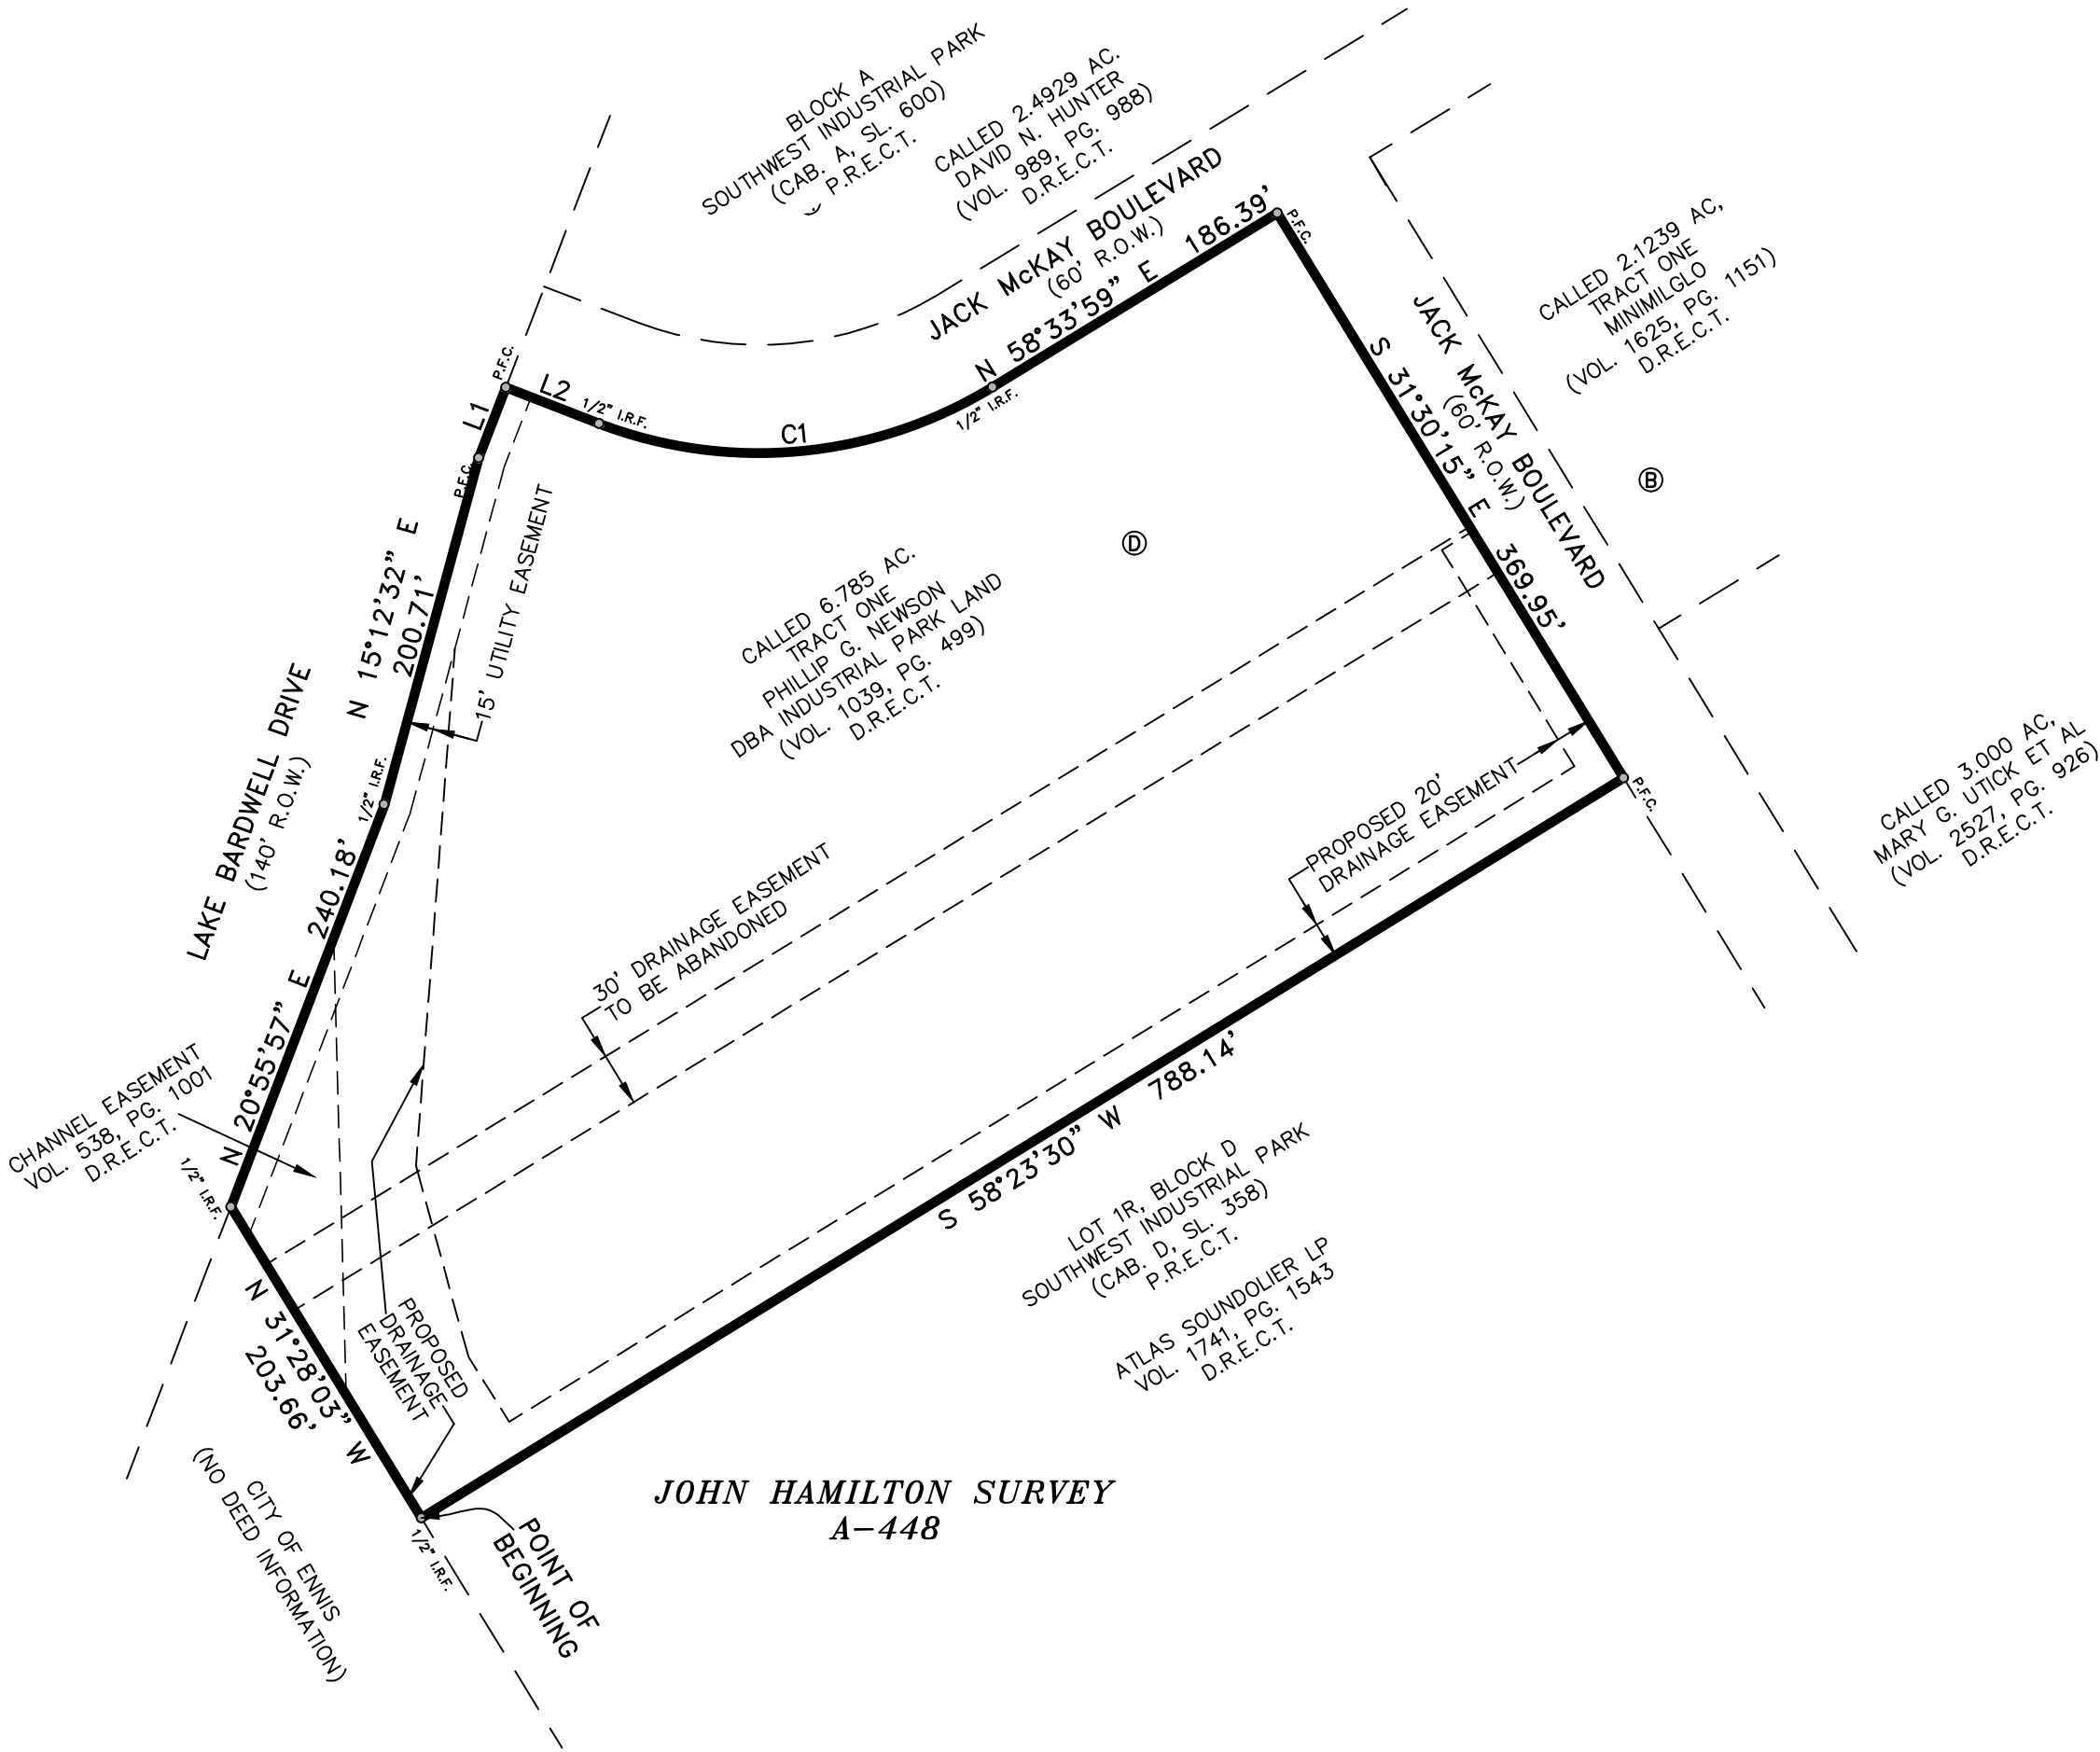 BLOCK A
SOUTHWEST INDUSTRIAL PARK
(CAB. A, SL. 600)
P.R.E.C.T.
CALLED 2.4929 AC.
DAVID N. HUNTER
(VOL. 989, PG. 988)
D.R.E.C.T.
JACK McKAY BOULEVARD
(60' R.O.W.)
N 58°33'59" E 186.39'
P.F.C.
CALLED 2.1239 AC,
TRACT ONE
MINIMILGLO
(VOL. 1625, PG. 1151)
D.R.E.C.T.
JACK McKAY BOULEVARD
(60' R.O.W.)
S 31°30'15" E 369.95'
B
P.F.C.
L1
L2
1/2" I.R.F.
C1
1/2" I.R.F.
P.F.C.
D
N 15°12'32" E
200.71'
15' UTILITY EASEMENT
CALLED 6.785 AC.
TRACT ONE
PHILLIP G. NEWSON
DBA INDUSTRIAL PARK LAND
(VOL. 1039, PG. 499)
D.R.E.C.T.
LAKE BARDWELL DRIVE
(140' R.O.W.)
1/2" I.R.F.
N 20°55'57" E 240.18'
PROPOSED 20'
DRAINAGE EASEMENT
P.F.C.
CALLED 3.000 AC,
MARY G. UTICK ET AL
(VOL. 2527, PG. 926)
D.R.E.C.T.
30' DRAINAGE EASEMENT
TO BE ABANDONED
CHANNEL EASEMENT
VOL. 538, PG. 1001
D.R.E.C.T.
1/2" I.R.F.
S 58°23'30" W 788.14'
N 31°28'03" W
203.66'
PROPOSED
DRAINAGE
EASEMENT
LOT 1R, BLOCK D
SOUTHWEST INDUSTRIAL PARK
(CAB. D, SL. 358)
P.R.E.C.T.
ATLAS SOUNDOLIER LP
VOL. 1741, PG. 1543
D.R.E.C.T.
CITY OF ENNIS
(NO DEED INFORMATION)
JOHN HAMILTON SURVEY
A-448
1/2" I.R.F.
POINT OF
BEGINNING